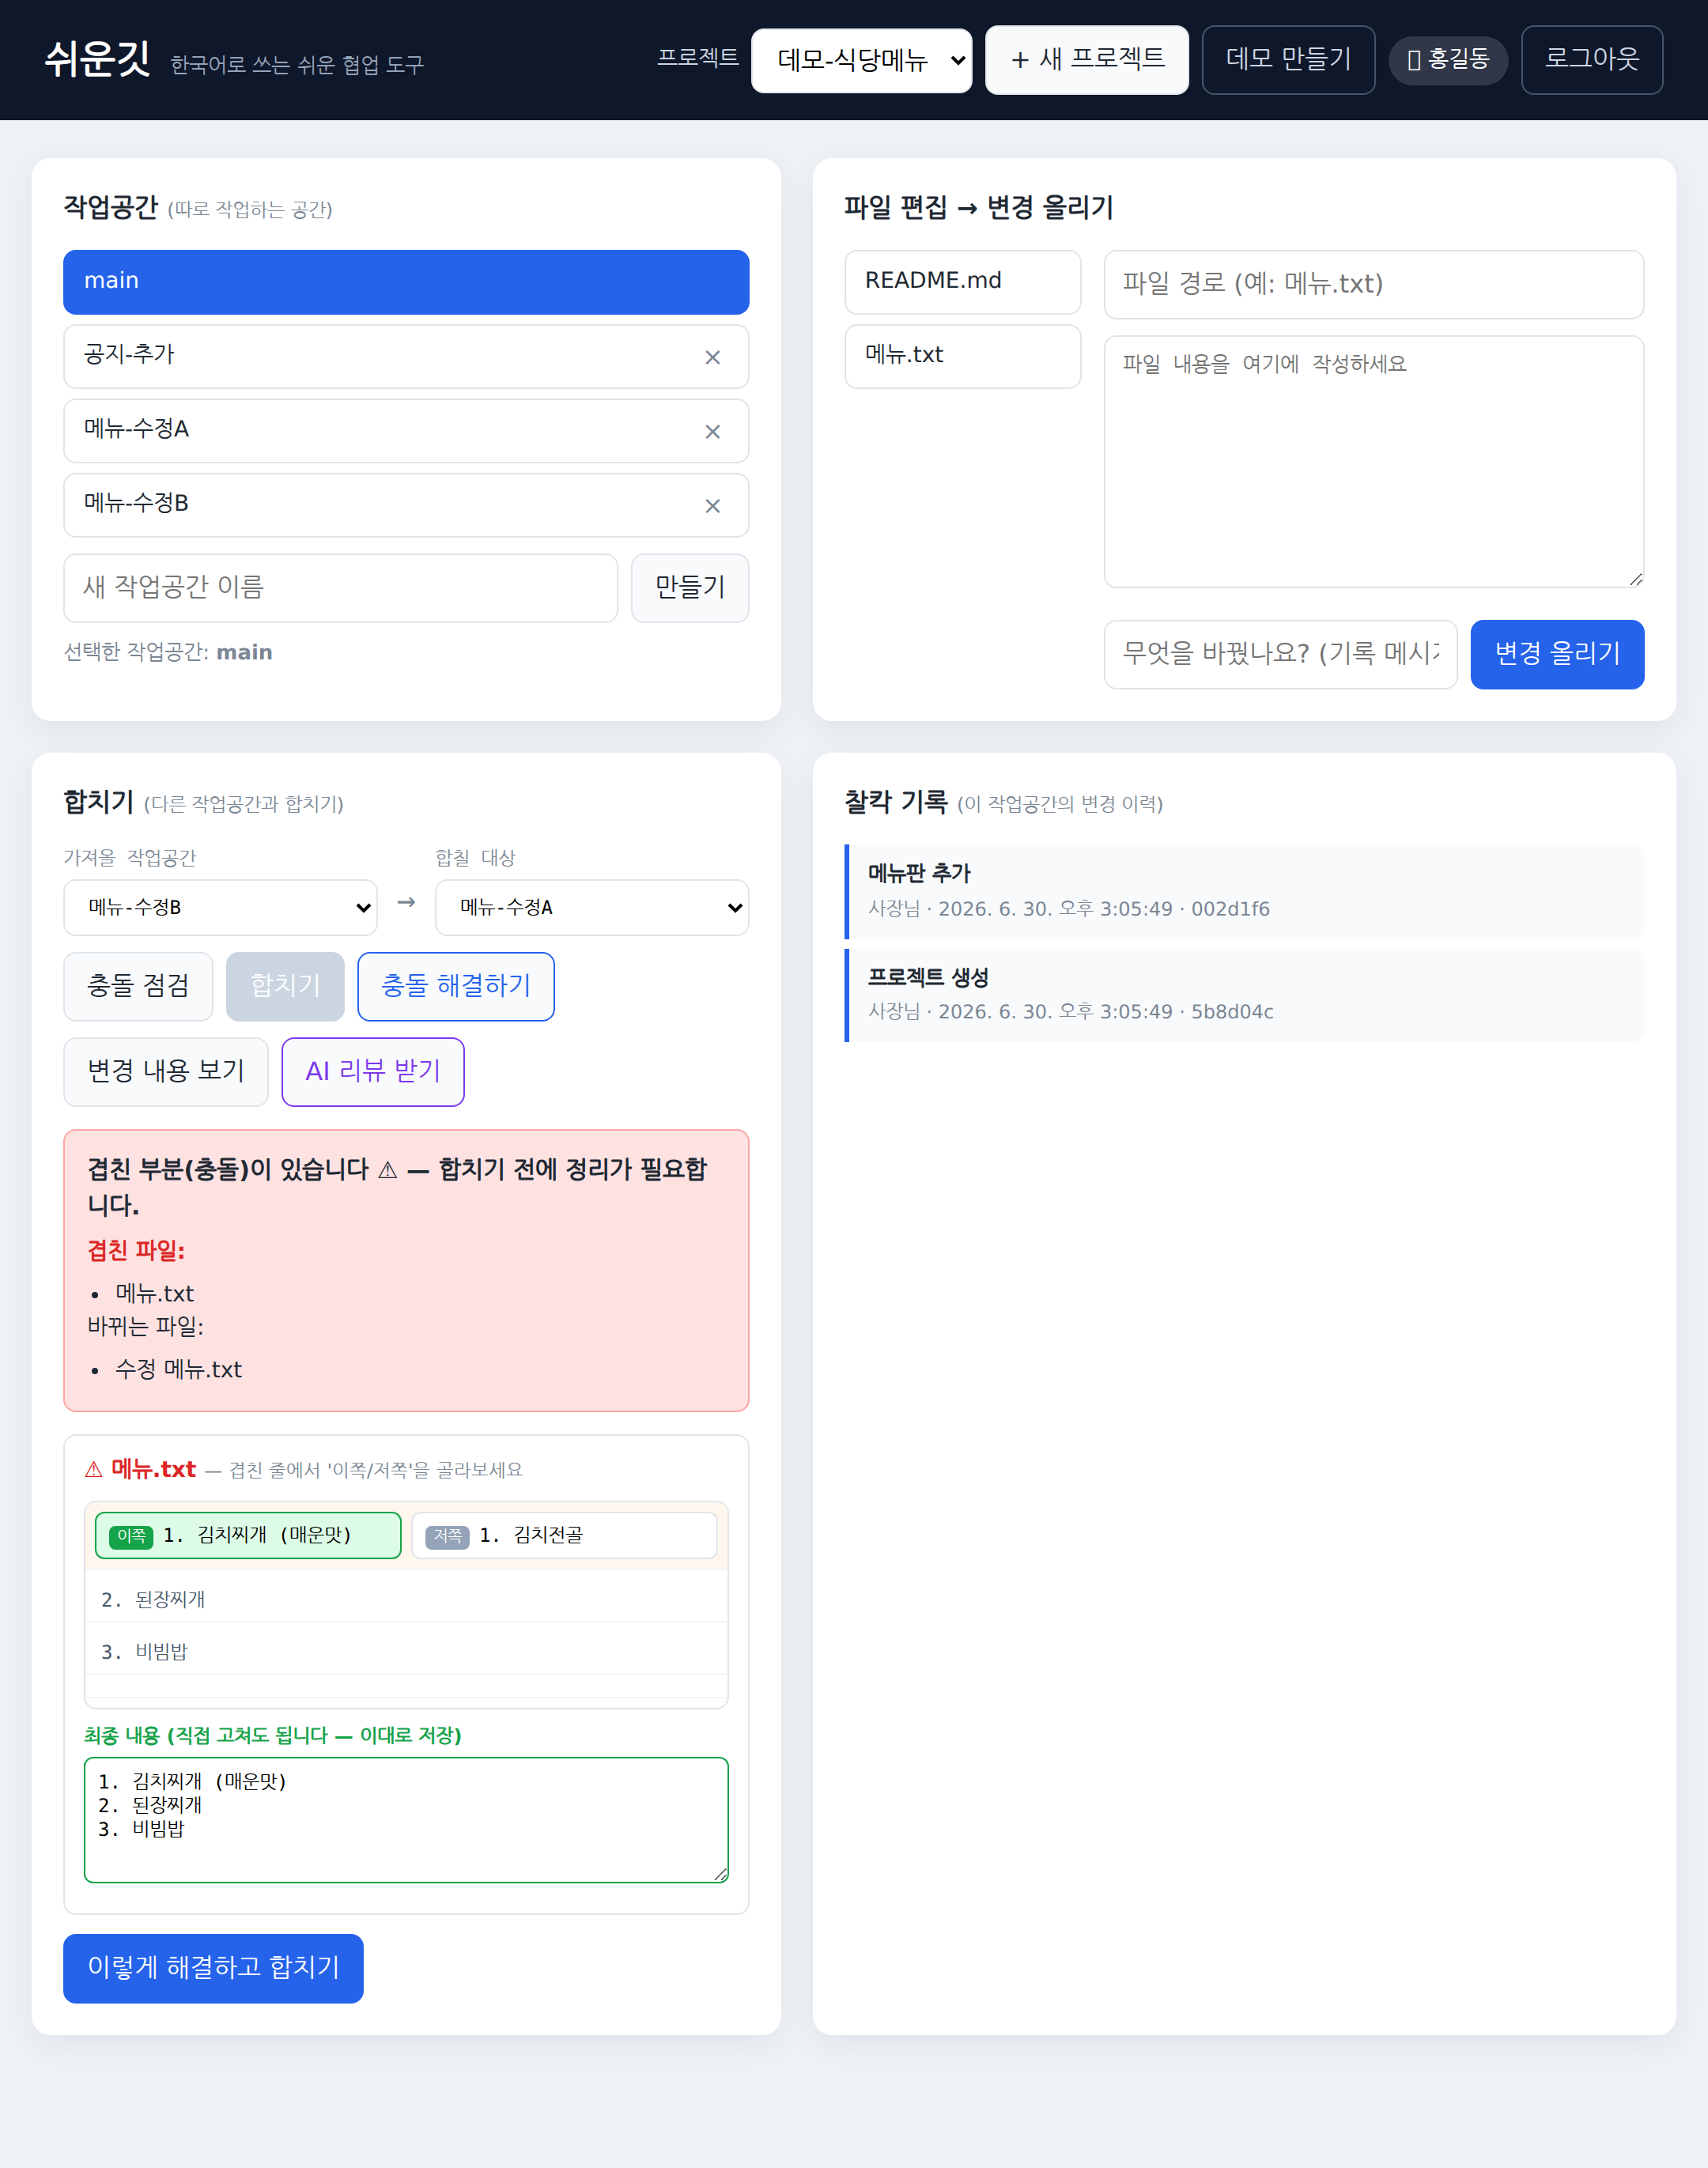 쉬운깃 한국어로 쓰는 쉬운 협업 도구
프로젝트 데모-식당메뉴 + 새 프로젝트 데모 만들기 홍길동 로그아웃
작업공간 (따로 작업하는 공간)
main
공지-추가 ×
메뉴-수정A ×
메뉴-수정B ×
새 작업공간 이름 만들기
선택한 작업공간: main
파일 편집 → 변경 올리기
README.md
메뉴.txt
파일 경로 (예: 메뉴.txt)
파일 내용을 여기에 작성하세요
무엇을 바꿨나요? (기록 메시 변경 올리기
합치기 (다른 작업공간과 합치기)
가져올 작업공간 합칠 대상
메뉴-수정B → 메뉴-수정A
충돌 점검 합치기 충돌 해결하기
변경 내용 보기 AI 리뷰 받기
겹친 부분(충돌)이 있습니다 ⚠ — 합치기 전에 정리가 필요합
니다.
겹친 파일:
• 메뉴.txt
바뀌는 파일:
• 수정 메뉴.txt
⚠ 메뉴.txt — 겹친 줄에서 '이쪽/저쪽'을 골라보세요
이쪽 1. 김치찌개 (매운맛) 저쪽 1. 김치전골
2. 된장찌개
3. 비빔밥
최종 내용 (직접 고쳐도 됩니다 — 이대로 저장)
1. 김치찌개 (매운맛)
2. 된장찌개
3. 비빔밥
이렇게 해결하고 합치기
찰칵 기록 (이 작업공간의 변경 이력)
메뉴판 추가
사장님 · 2026. 6. 30. 오후 3:05:49 · 002d1f6
프로젝트 생성
사장님 · 2026. 6. 30. 오후 3:05:49 · 5b8d04c